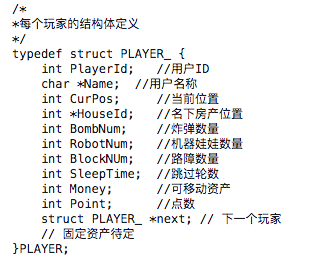 /*
*每个玩家的结构体定义
*/
typedef struct PLAYER_ {
    int PlayerId;   //用户ID
    char *Name;  //用户名称
    int CurPos;     //当前位置
    int *HouseId;   //名下房产位置
    int BombNum;    //炸弹数量
    int RobotNum;   //机器娃娃数量
    int BlockNUm;   //路障数量
    int SleepTime;  //跳过轮数
    int Money;      //可移动资产
    int Point;      //点数
    struct PLAYER_ *next; // 下一个玩家
    // 固定资产待定
}PLAYER;